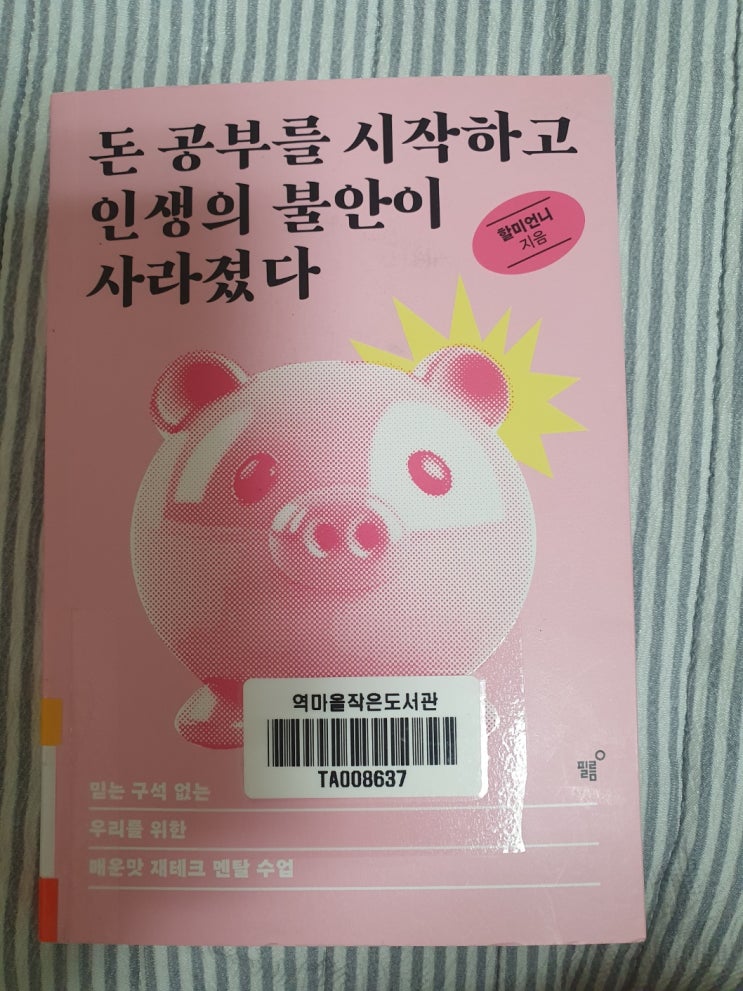 돈 공부를 시작하고
인생의 불안이
사라졌다
할미언니
지음
역마을작은도서관
TA008637
필름
믿는 구석 없는
우리를 위한
매운맛 재테크 멘탈 수업